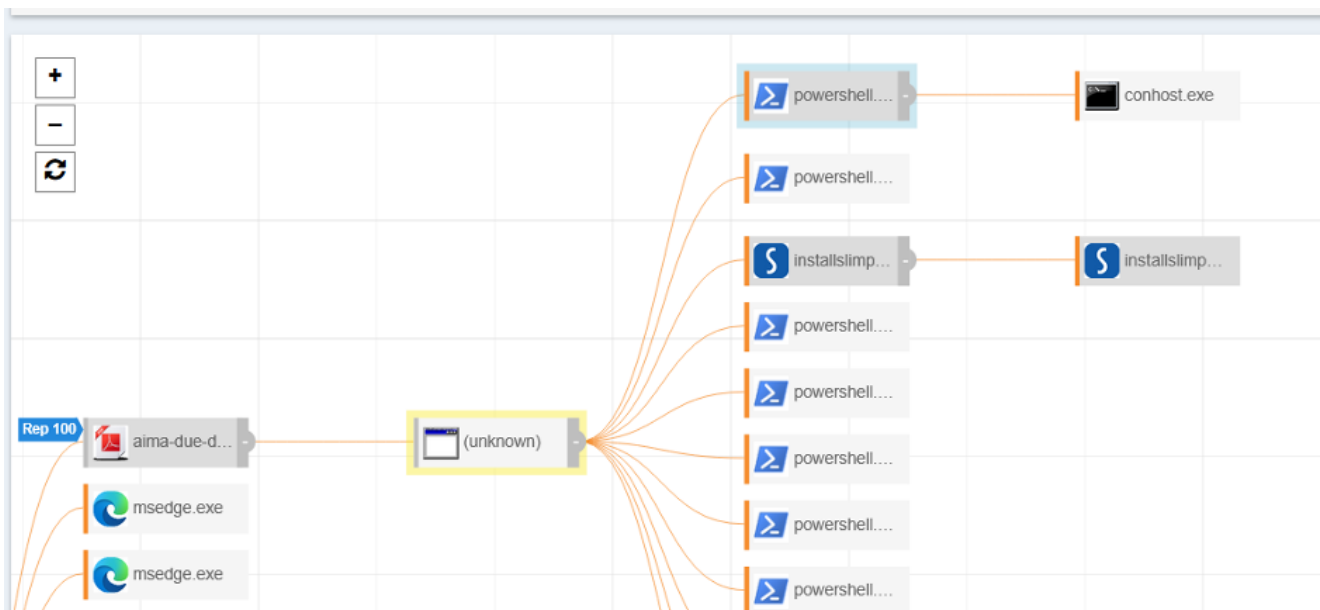 +
−
powershell....
conhost.exe
powershell....
installslimp...
installslimp...
powershell....
powershell....
Rep 100
aima-due-d...
(unknown)
powershell....
msedge.exe
powershell....
msedge.exe
powershell....